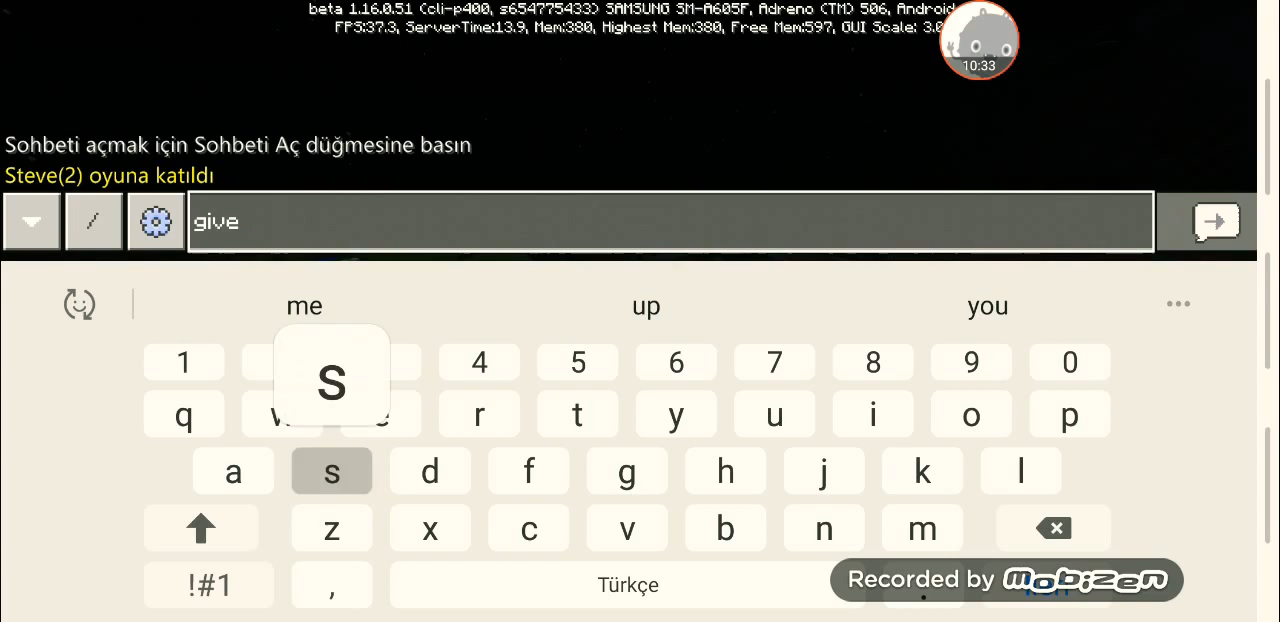 beta 1.16.0.51 (cli-p400, s654775433) SAMSUNG SM-A605F, Adreno (TM) 506, Android
FPS:37.3, ServerTime:13.9, Mem:380, Highest Mem:380, Free Mem:597, GUI Scale: 3.0
10:33
Sohbeti açmak için Sohbeti Aç düğmesine basın
Steve(2) oyuna katıldı
/ give
me up you
1 4 5 6 7 8 9 0
s
q w e r t y u i o p
a s d f g h j k l
z x c v b n m
!#1 , Türkçe .
Recorded by mobizen